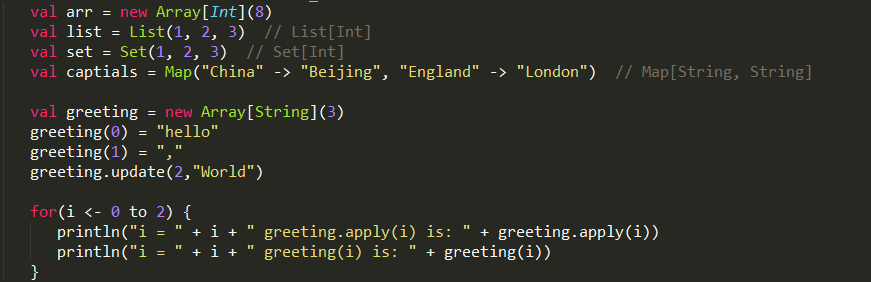 val arr = new Array[Int](8)
val list = List(1, 2, 3)  // List[Int]
val set = Set(1, 2, 3)  // Set[Int]
val captials = Map("China" -> "Beijing", "England" -> "London")  // Map[String, String]
val greeting = new Array[String](3)
greeting(0) = "hello"
greeting(1) = ","
greeting.update(2,"World")
for(i <- 0 to 2) {
println("i = " + i + " greeting.apply(i) is: " + greeting.apply(i))
println("i = " + i + " greeting(i) is: " + greeting(i))
}